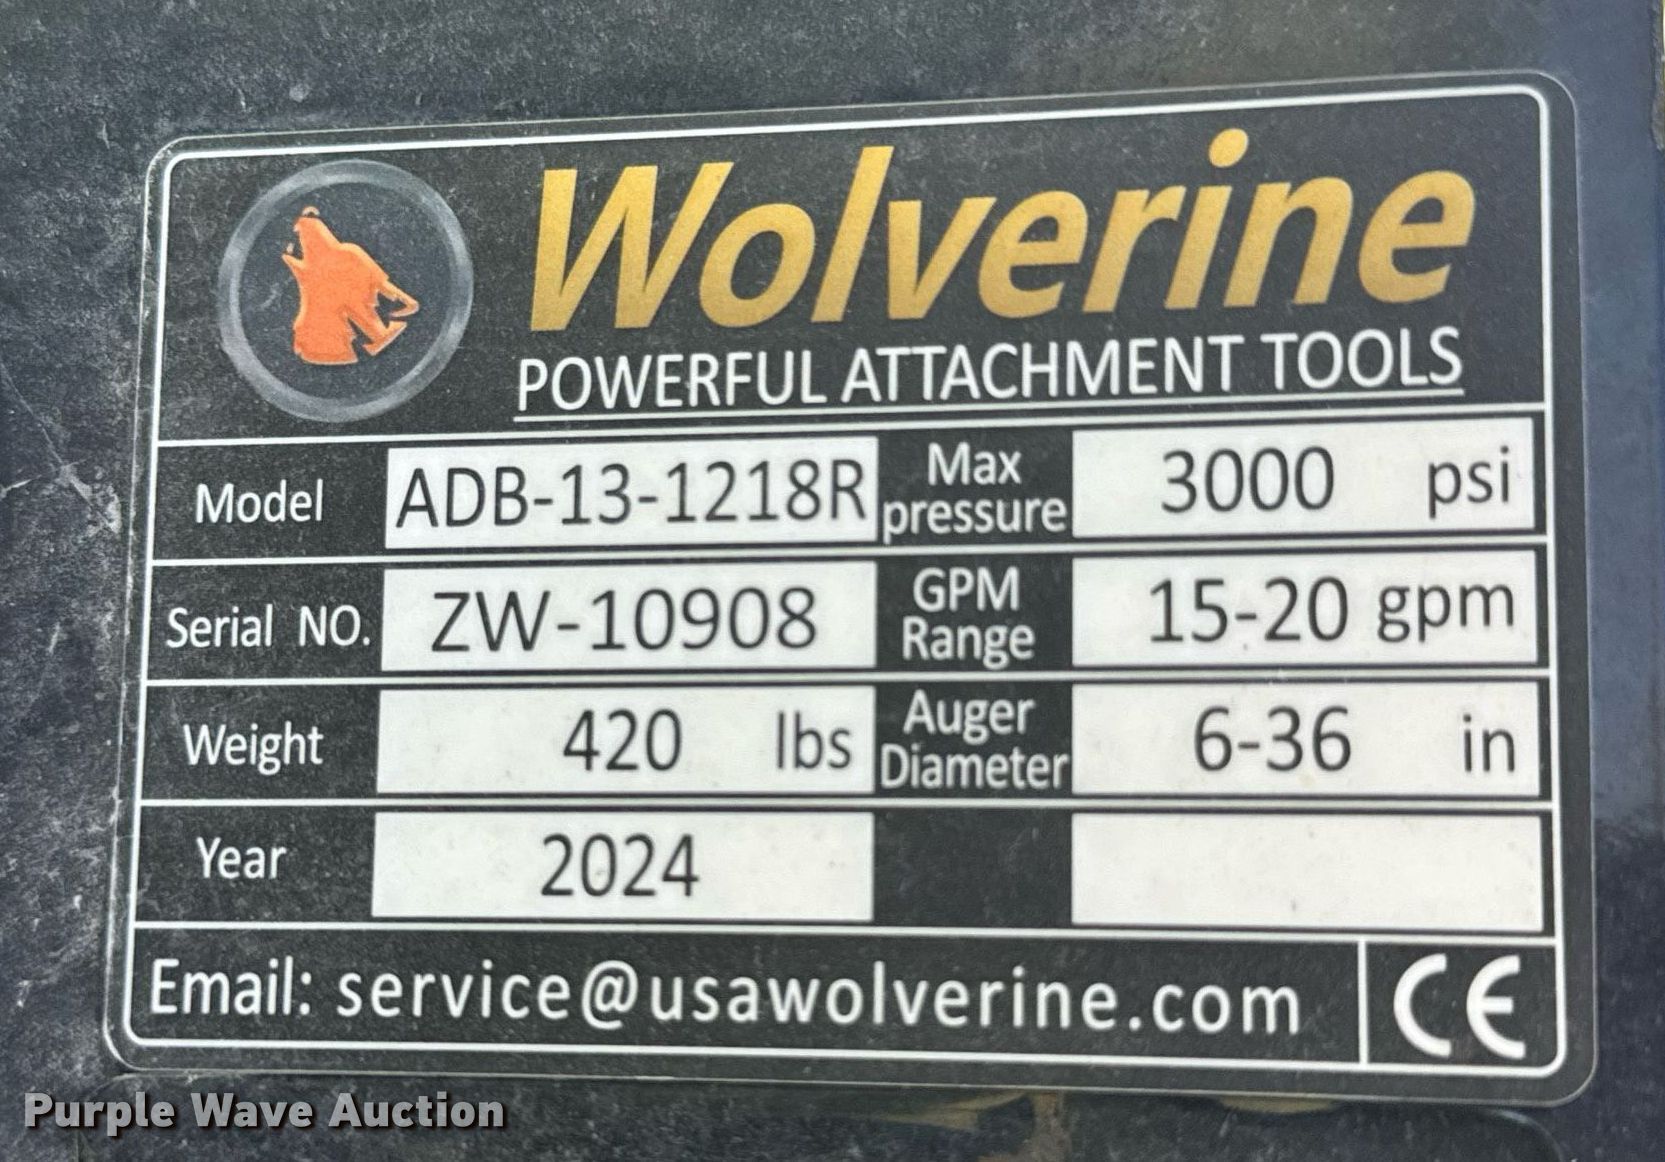 Wolverine
POWERFUL ATTACHMENT TOOLS
Model ADB-13-1218R Max pressure 3000 psi
Serial NO. ZW-10908 GPM Range 15-20 gpm
Weight 420 lbs Auger Diameter 6-36 in
Year 2024
Email: service@usawolverine.com CE
Purple Wave Auction